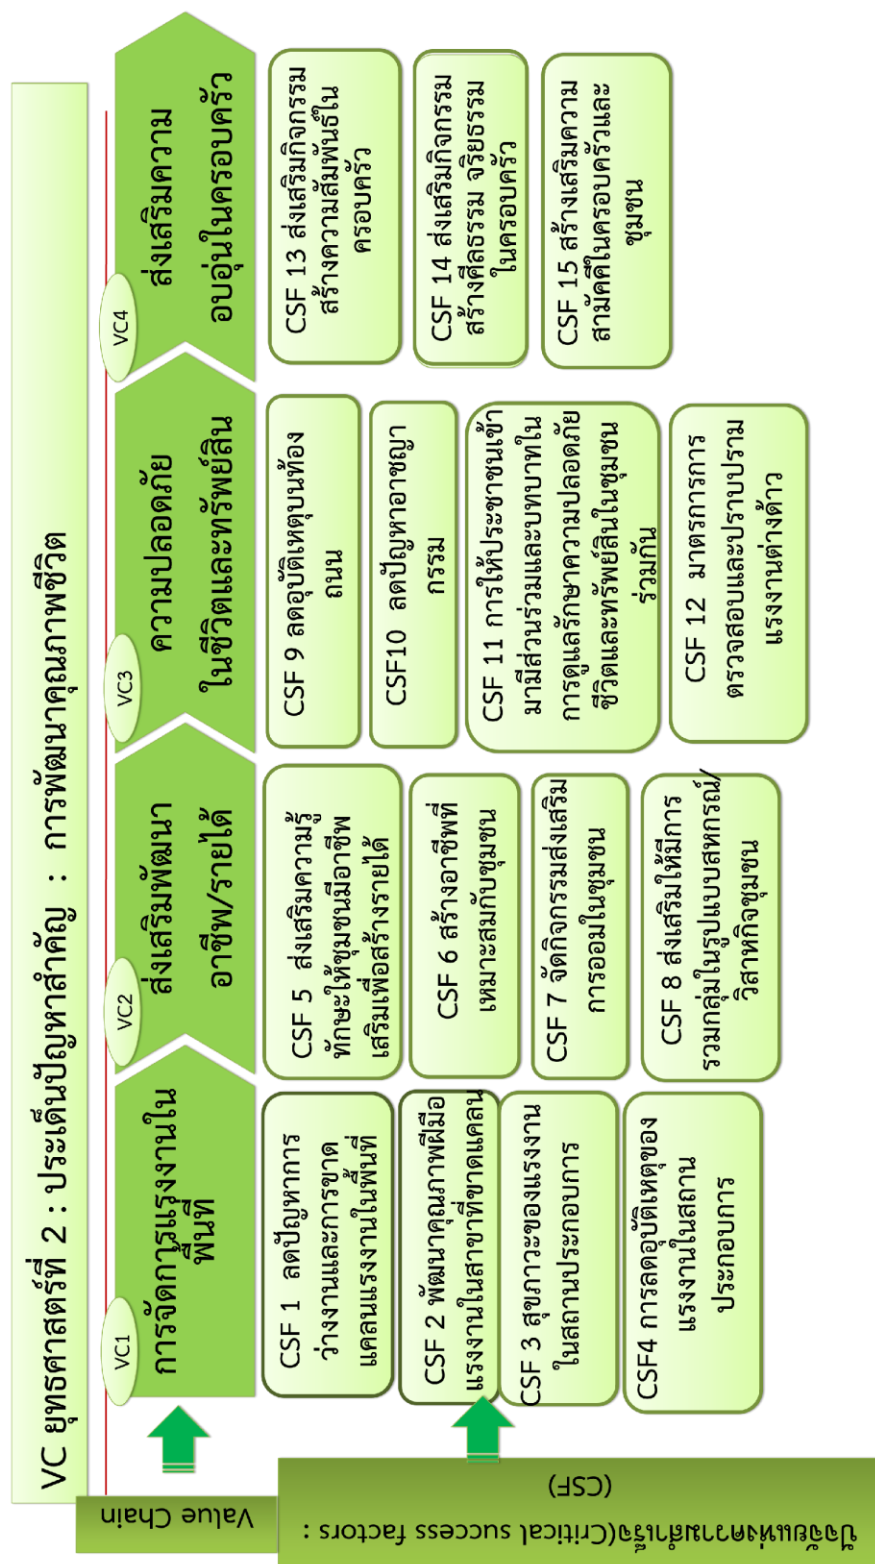 VC ยุทธศาสตร์ที่ 2 : ประเด็นปัญหาสำคัญ : การพัฒนาคุณภาพชีวิต
Value Chain
VC1
การจัดการแรงงานใน
พื้นที่
VC2
ส่งเสริมพัฒนา
อาชีพ/รายได้
VC3
ความปลอดภัย
ในชีวิตและทรัพย์สิน
VC4
ส่งเสริมความ
อบอุ่นในครอบครัว
ปัจจัยแห่งความสำเร็จ(Critical success factors :
(CSF)
CSF 1 ลดปัญหาการ
ว่างงานและการขาด
แคลนแรงงานในพื้นที่
CSF 2 พัฒนาคุณภาพฝีมือ
แรงงานในสาขาที่ขาดแคลน
CSF 3 สุขภาวะของแรงงาน
ในสถานประกอบการ
CSF4 การลดอุบัติเหตุของ
แรงงานในสถาน
ประกอบการ
CSF 5 ส่งเสริมความรู้
ทักษะให้ชุมชนมีอาชีพ
เสริมเพื่อสร้างรายได้
CSF 6 สร้างอาชีพที่
เหมาะสมกับชุมชน
CSF 7 จัดกิจกรรมส่งเสริม
การออมในชุมชน
CSF 8 ส่งเสริมให้มีการ
รวมกลุ่มในรูปแบบสหกรณ์/
วิสาหกิจชุมชน
CSF 9 ลดอุบัติเหตุบนท้อง
ถนน
CSF10 ลดปัญหาอาชญา
กรรม
CSF 11 การให้ประชาชนเข้า
มามีส่วนร่วมและบทบาทใน
การดูแลรักษาความปลอดภัย
ชีวิตและทรัพย์สินในชุมชน
ร่วมกัน
CSF 12 มาตรการการ
ตรวจสอบและปราบปราม
แรงงานต่างด้าว
CSF 13 ส่งเสริมกิจกรรม
สร้างความสัมพันธ์ใน
ครอบครัว
CSF 14 ส่งเสริมกิจกรรม
สร้างศีลธรรม จริยธรรม
ในครอบครัว
CSF 15 สร้างเสริมความ
สามัคคีในครอบครัวและ
ชุมชน